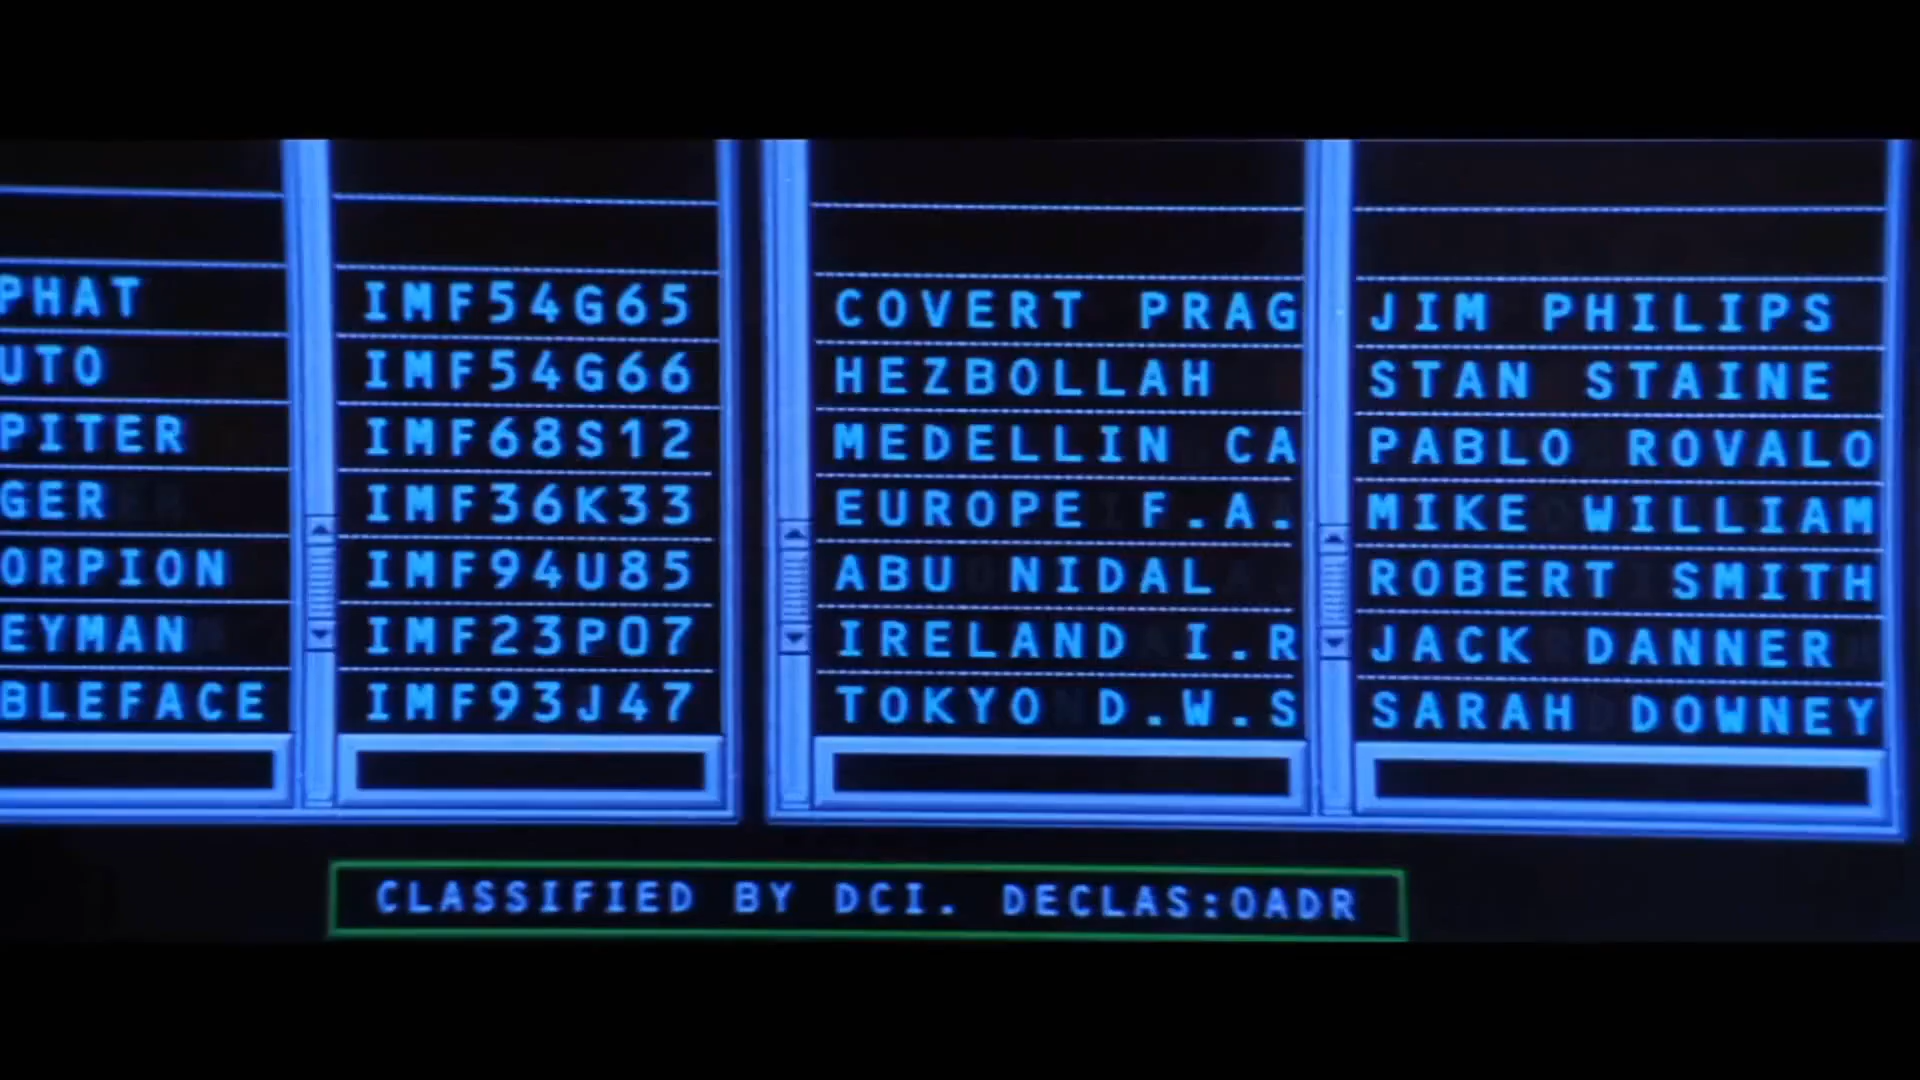 PHAT IMF54G65 COVERT PRAG JIM PHILIPS
UTO IMF54G66 HEZBOLLAH STAN STAINE
PITER IMF68S12 MEDELLIN CA PABLO ROVALO
GER IMF36K33 EUROPE F.A. MIKE WILLIAM
ORPION IMF94U85 ABU NIDAL ROBERT SMITH
EYMAN IMF23P07 IRELAND I.R JACK DANNER
BLEFACE IMF93J47 TOKYO D.W.S SARAH DOWNEY
CLASSIFIED BY DCI. DECLAS:OADR